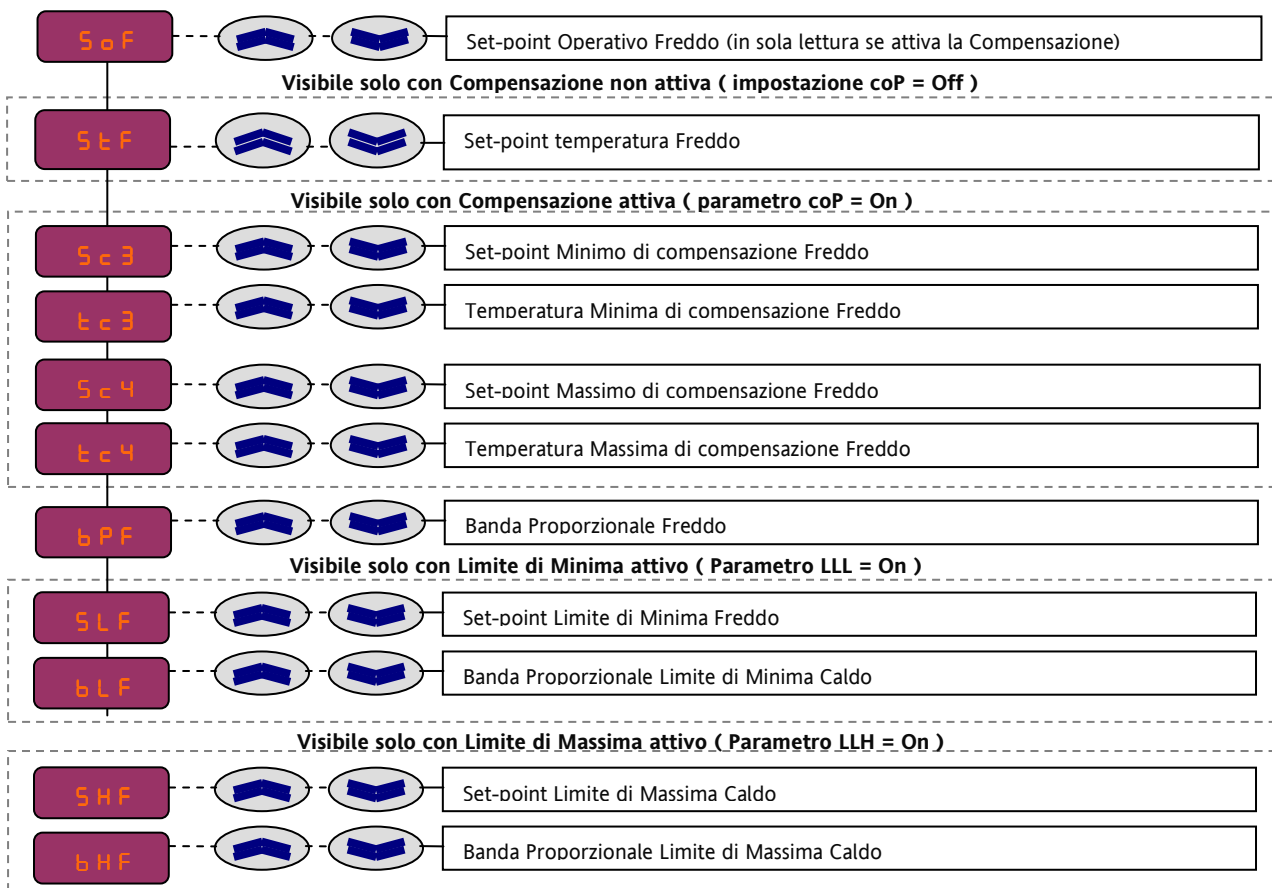 SoF
Set-point Operativo Freddo (in sola lettura se attiva la Compensazione)
Visibile solo con Compensazione non attiva ( impostazione coP = Off )
StF
Set-point temperatura Freddo
Visibile solo con Compensazione attiva ( parametro coP = On )
Sc3
Set-point Minimo di compensazione Freddo
tc3
Temperatura Minima di compensazione Freddo
Sc4
Set-point Massimo di compensazione Freddo
tc4
Temperatura Massima di compensazione Freddo
bPF
Banda Proporzionale Freddo
Visibile solo con Limite di Minima attivo ( Parametro LLL = On )
SLF
Set-point Limite di Minima Freddo
bLF
Banda Proporzionale Limite di Minima Caldo
Visibile solo con Limite di Massima attivo ( Parametro LLH = On )
SHF
Set-point Limite di Massima Caldo
bHF
Banda Proporzionale Limite di Massima Caldo